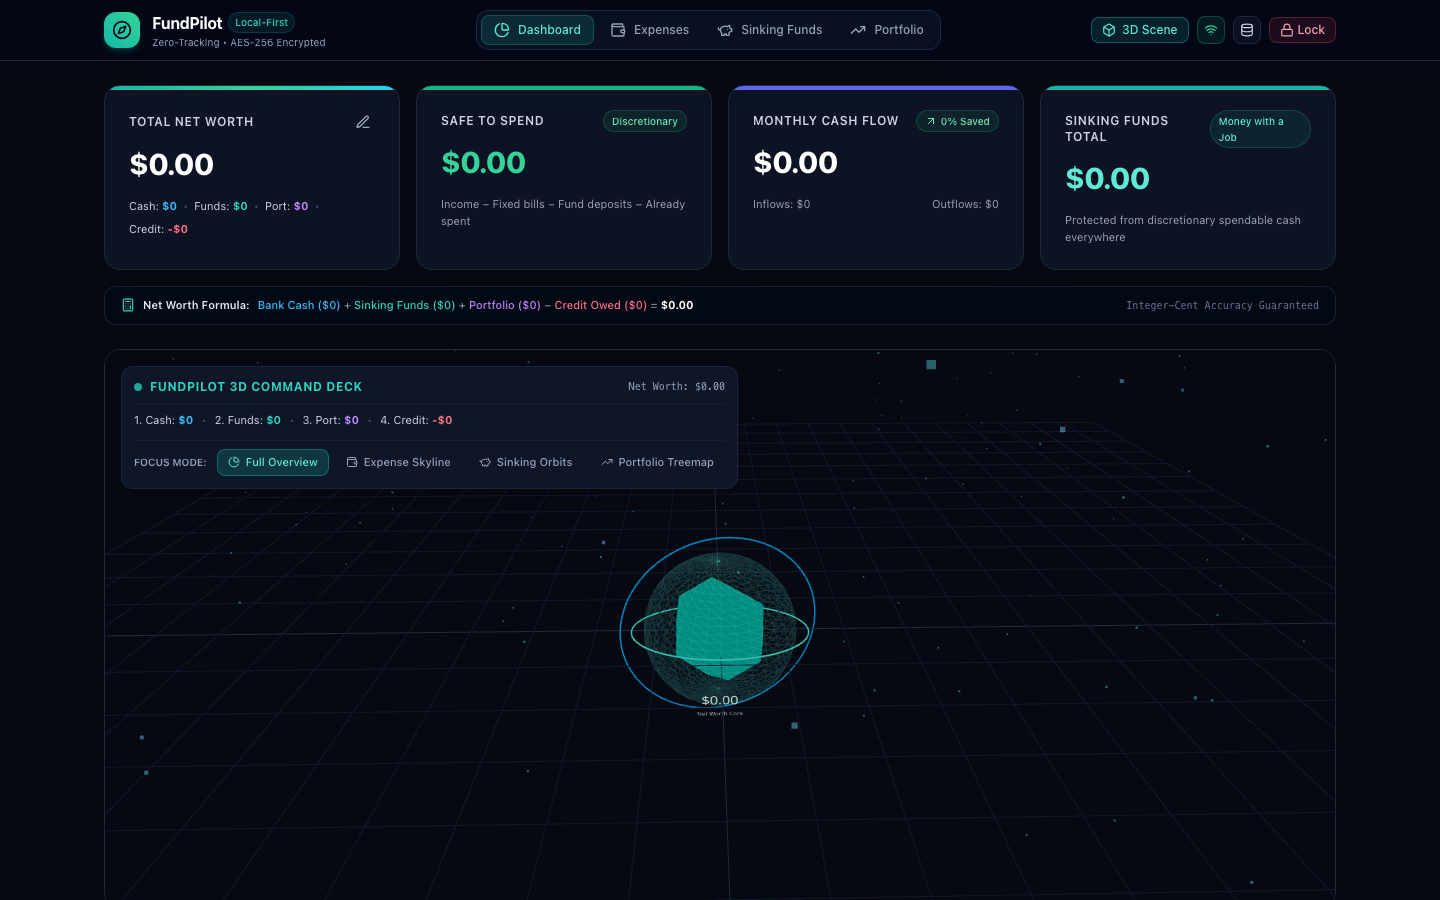 FundPilot
Local-First
Zero-Tracking • AES-256 Encrypted
Dashboard
Expenses
Sinking Funds
Portfolio
3D Scene
Lock
TOTAL NET WORTH
$0.00
Cash: $0 • Funds: $0 • Port: $0 •
Credit: -$0
SAFE TO SPEND
Discretionary
$0.00
Income – Fixed bills – Fund deposits – Already
spent
MONTHLY CASH FLOW
0% Saved
$0.00
Inflows: $0
Outflows: $0
SINKING FUNDS
TOTAL
Money with a
Job
$0.00
Protected from discretionary spendable cash
everywhere
Net Worth Formula: Bank Cash ($0) + Sinking Funds ($0) + Portfolio ($0) – Credit Owed ($0) = $0.00
Integer-Cent Accuracy Guaranteed
FUNDPILOT 3D COMMAND DECK
Net Worth: $0.00
1. Cash: $0 • 2. Funds: $0 • 3. Port: $0 • 4. Credit: -$0
FOCUS MODE:
Full Overview
Expense Skyline
Sinking Orbits
Portfolio Treemap
$0.00
Net Worth Core